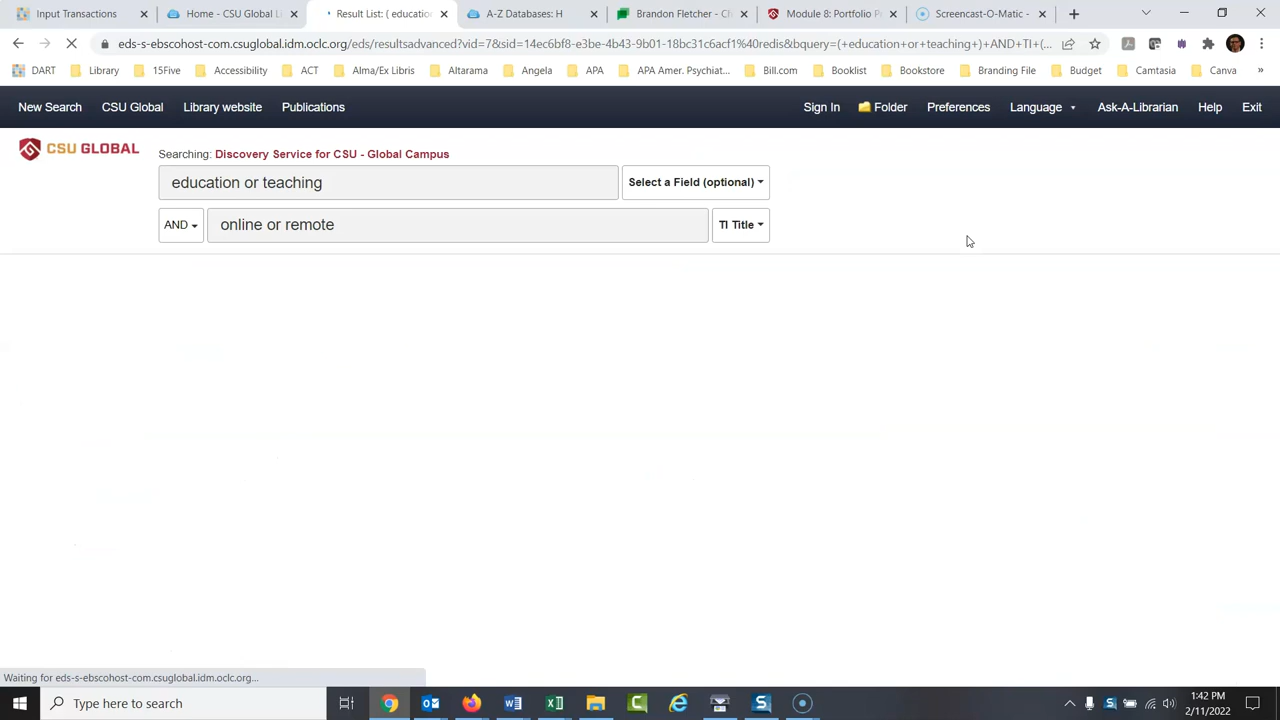 Input Transactions
Home - CSU Global Li
Result List: ( educatio
A-Z Databases: H
Brandon Fletcher - Ch
Module 8: Portfolio Pr
Screencast-O-Matic -
eds-s-ebscohost-com.csuglobal.idm.oclc.org/eds/resultsadvanced?vid=7&sid=1cc6bf8-e3be-4b43-9b01-18bc31c6acf1%40redis&bquery=(+education+or+teaching+)+AND+TI+(...
DART Library 15Five Accessibility ACT Alma/Ex Libris Altarama Angela APA APA Amer. Psychiat... Bill.com Booklist Bookstore Branding File Budget Camtasia Canva »
New Search CSU Global Library website Publications Sign In Folder Preferences Language Ask-A-Librarian Help Exit
CSU GLOBAL
Searching: Discovery Service for CSU - Global Campus
education or teaching Select a Field (optional)
AND online or remote TI Title
Waiting for eds-s-ebscohost-com.csuglobal.idm.oclc.org...
Type here to search
1:42 PM
2/11/2022